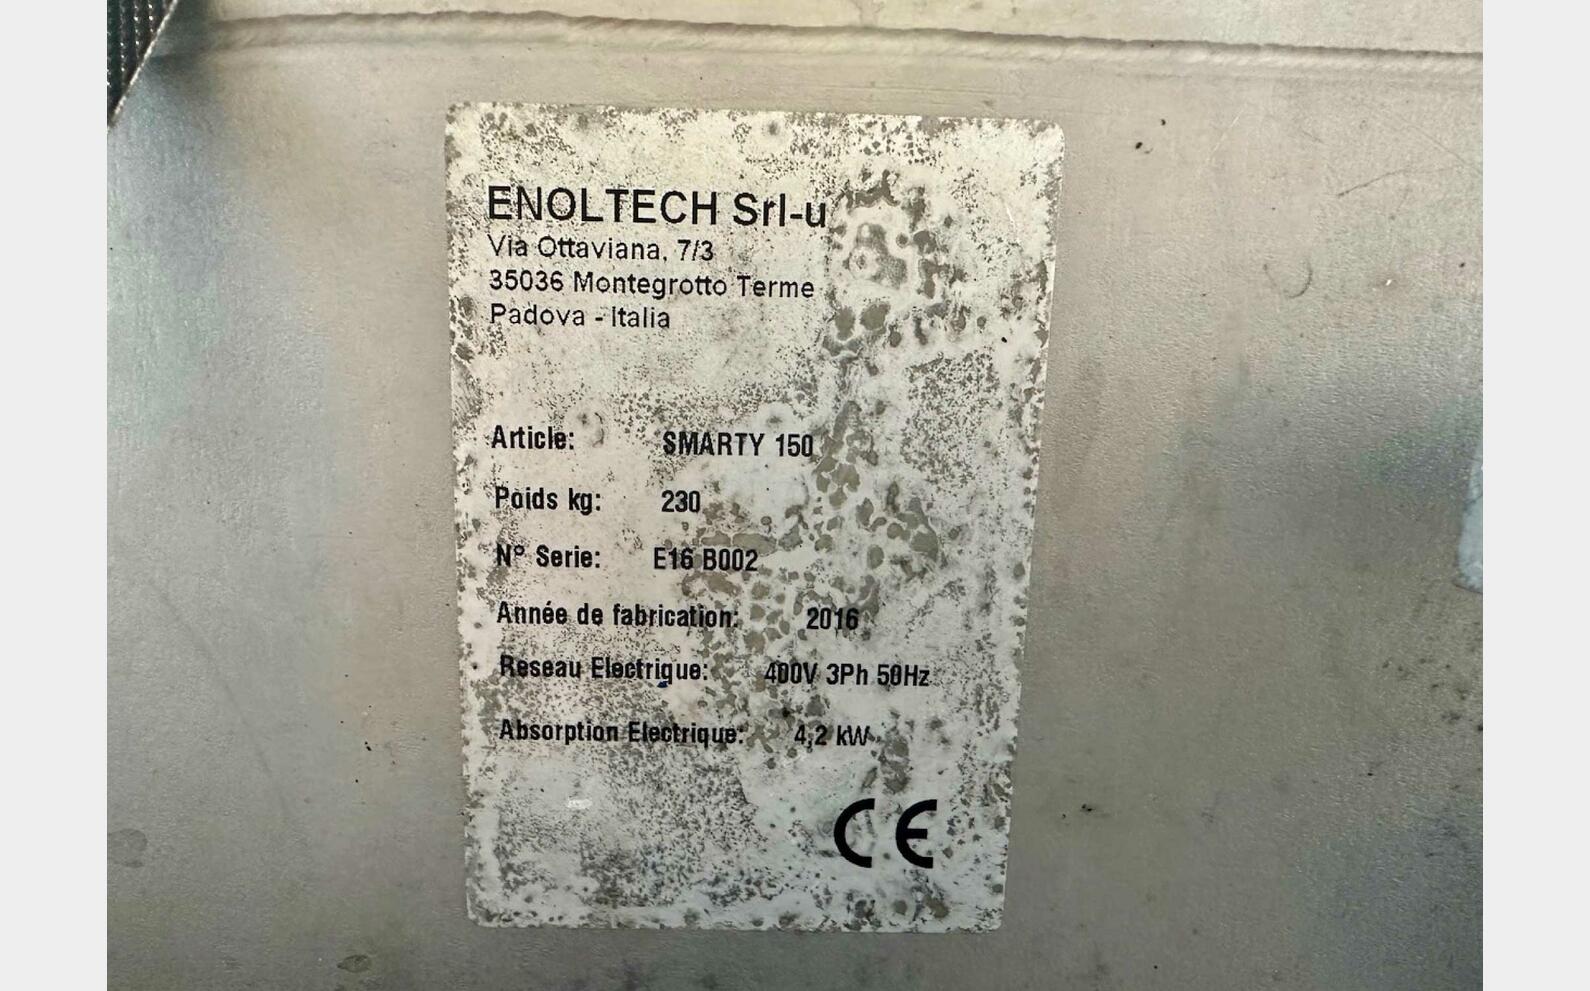 ENOLTECH Srl-u
Via Ottaviana, 7/3
35036 Montegrotto Terme
Padova - Italia
Article: SMARTY 150
Poids kg: 230
N° Serie: E16 B002
Année de fabrication: 2016
Reseau Electrique: 400V 3Ph 50Hz
Absorption Electrique: 4,2 kW
CE